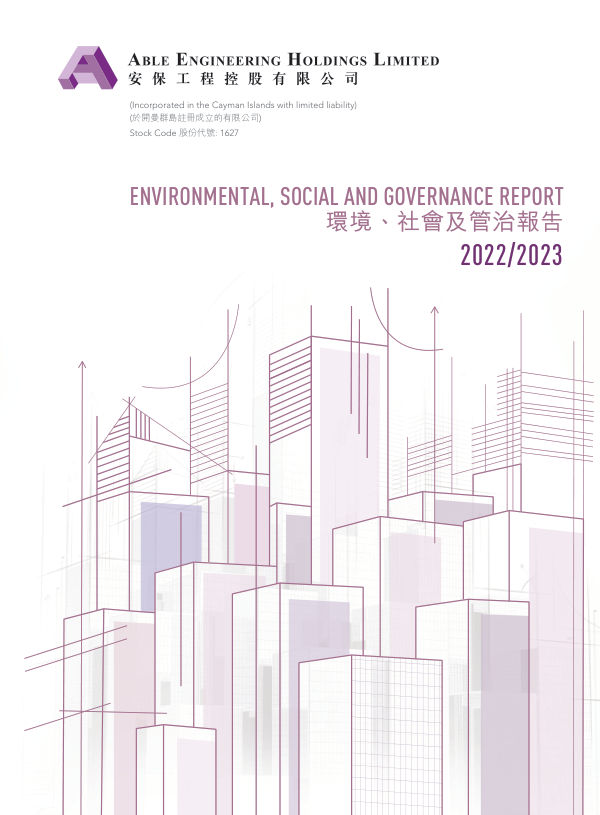 ABLE ENGINEERING HOLDINGS LIMITED
安保工程控股有限公司
(Incorporated in the Cayman Islands with limited liability)
(於開曼群島註冊成立的有限公司)
Stock Code 股份代號: 1627
ENVIRONMENTAL, SOCIAL AND GOVERNANCE REPORT
環境、社會及管治報告
2022/2023